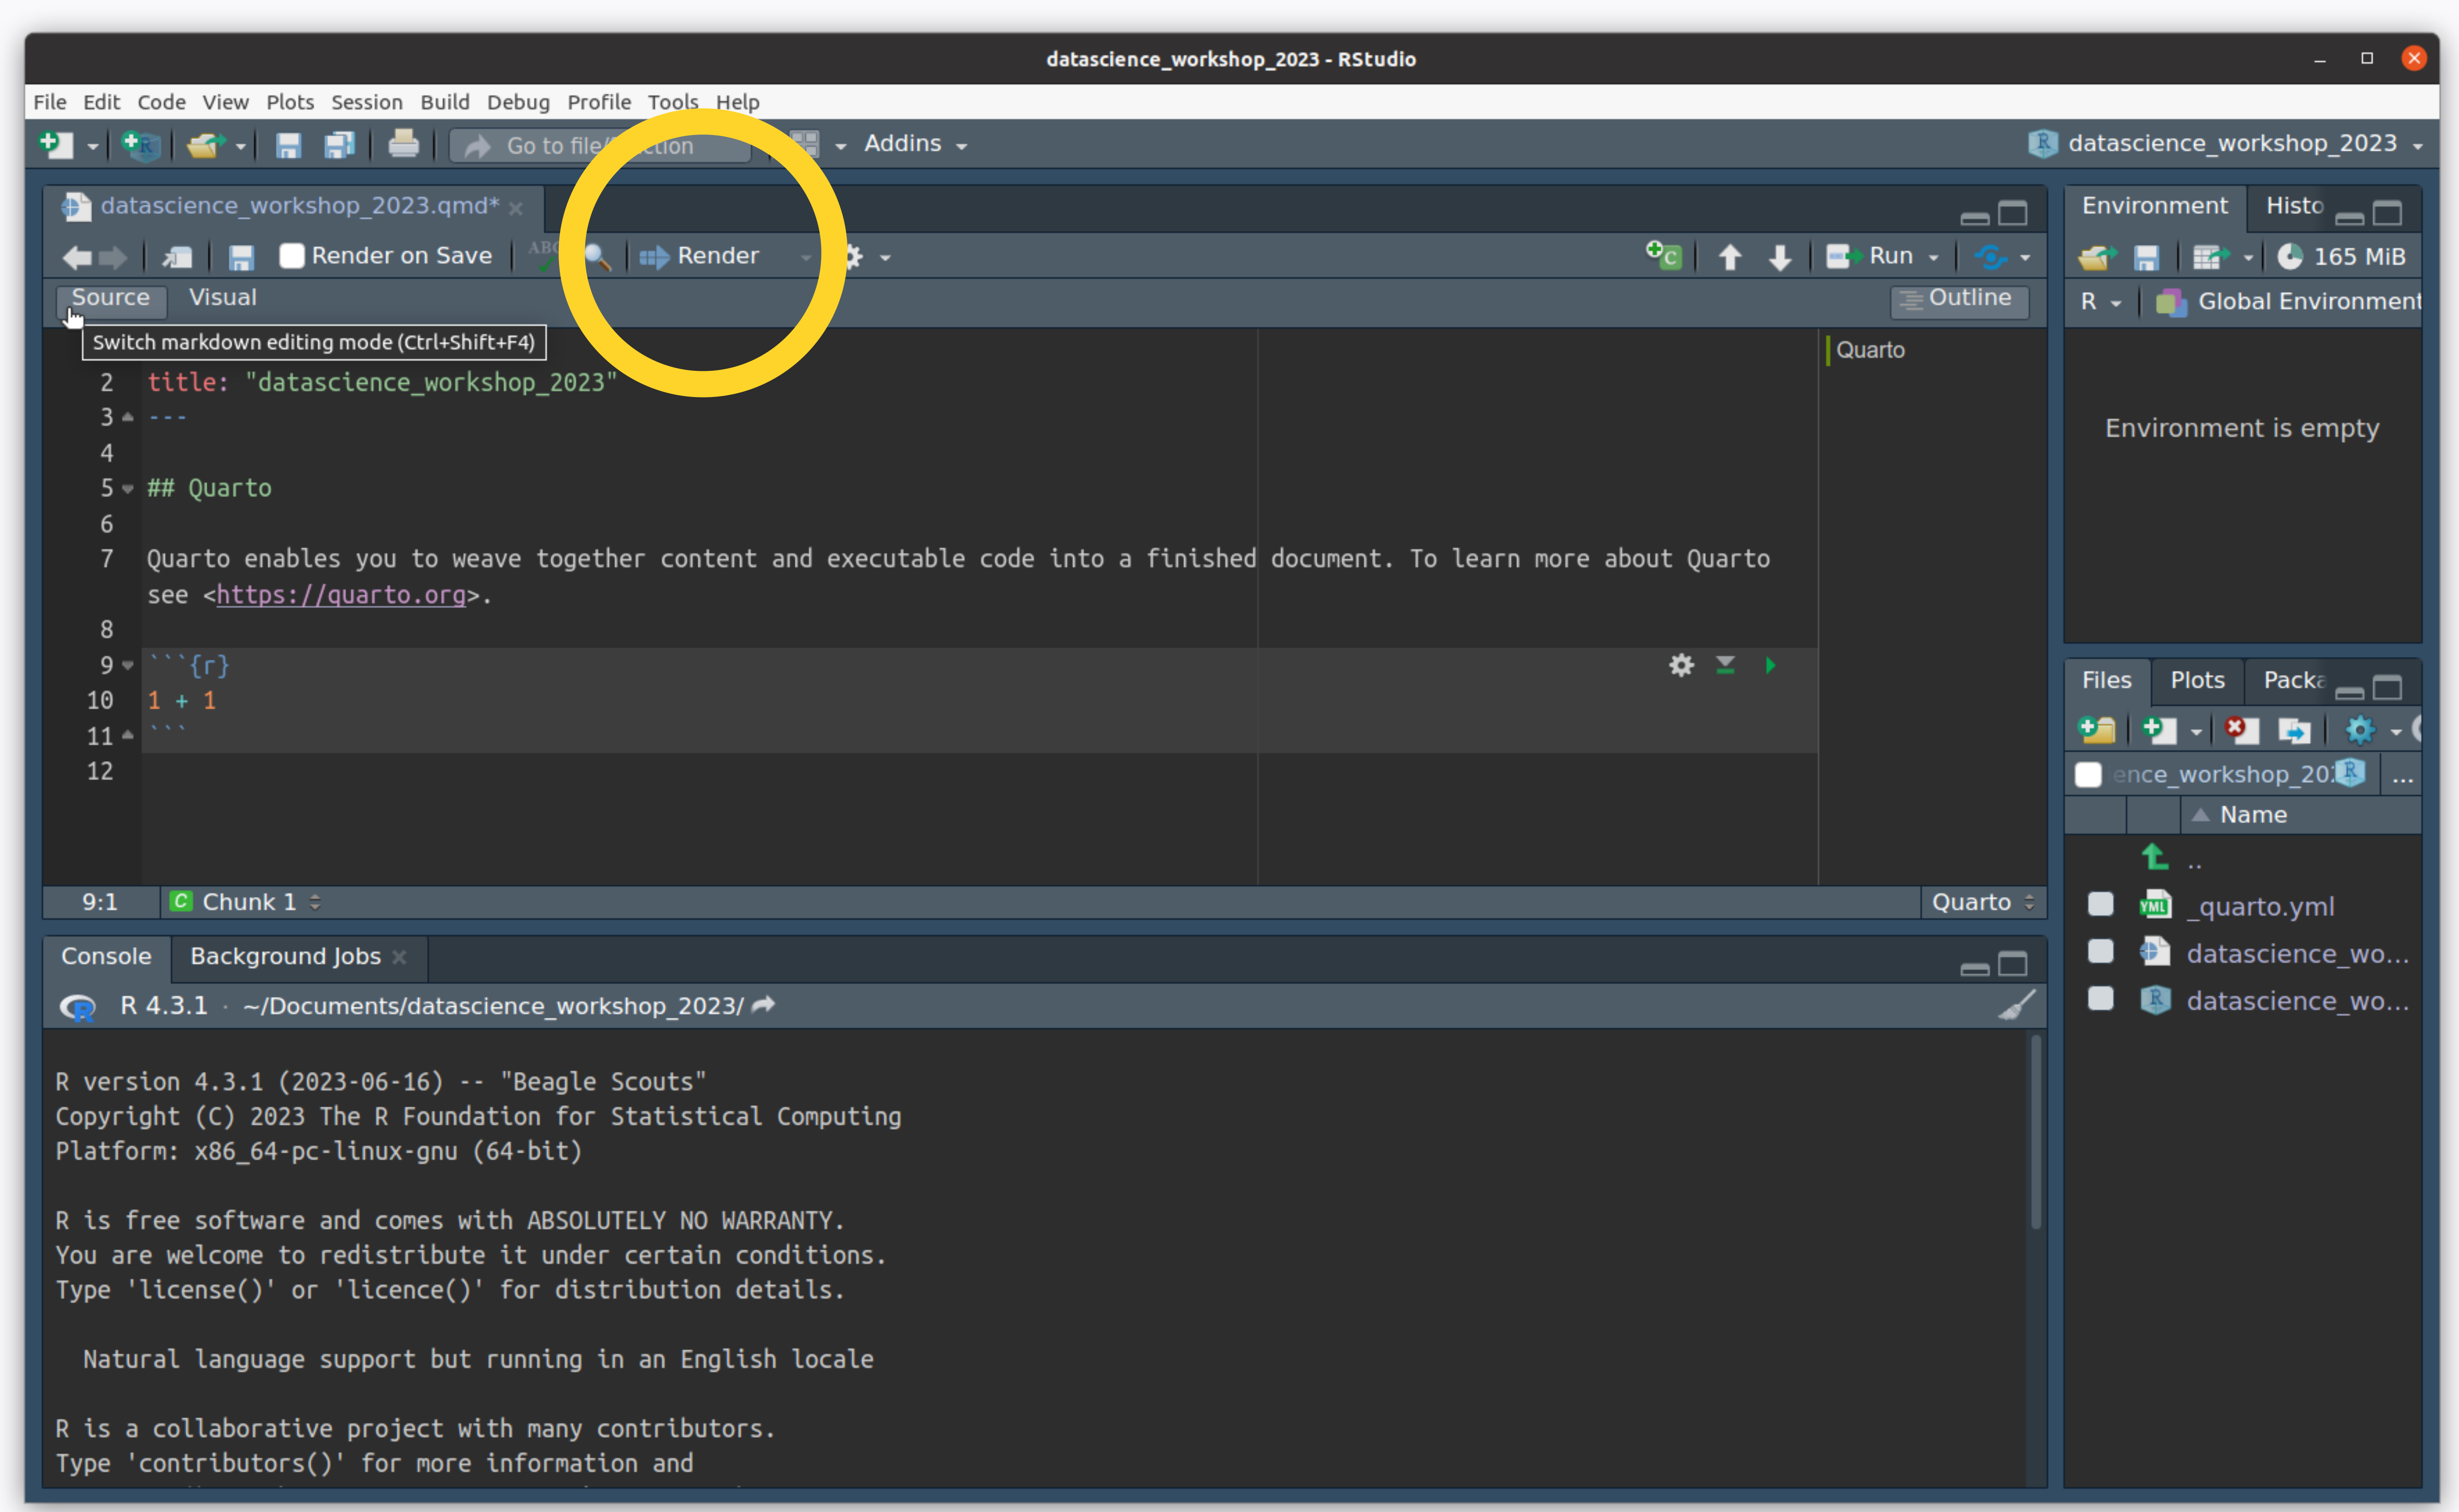 datascience_workshop_2023 - RStudio
File Edit Code View Plots Session Build Debug Profile Tools Help
Go to file/ ction Addins datascience_workshop_2023
datascience_workshop_2023.qmd*
Render on Save ABC Render Run
Source Visual Outline
Switch markdown editing mode (Ctrl+Shift+F4)
2 title: "datascience_workshop_2023"
3 ---
4
5 ## Quarto
6
7 Quarto enables you to weave together content and executable code into a finished document. To learn more about Quarto
see <https://quarto.org>.
8
9 ```{r}
10 1 + 1
11 ```
12
Quarto
9:1 C Chunk 1 Quarto
Console Background Jobs
R 4.3.1 · ~/Documents/datascience_workshop_2023/
R version 4.3.1 (2023-06-16) -- "Beagle Scouts"
Copyright (C) 2023 The R Foundation for Statistical Computing
Platform: x86_64-pc-linux-gnu (64-bit)
R is free software and comes with ABSOLUTELY NO WARRANTY.
You are welcome to redistribute it under certain conditions.
Type 'license()' or 'licence()' for distribution details.
Natural language support but running in an English locale
R is a collaborative project with many contributors.
Type 'contributors()' for more information and
Environment Histo
165 MiB
R Global Environment
Environment is empty
Files Plots Packa
ence_workshop_20 ...
Name
..
YML _quarto.yml
datascience_wo...
datascience_wo...